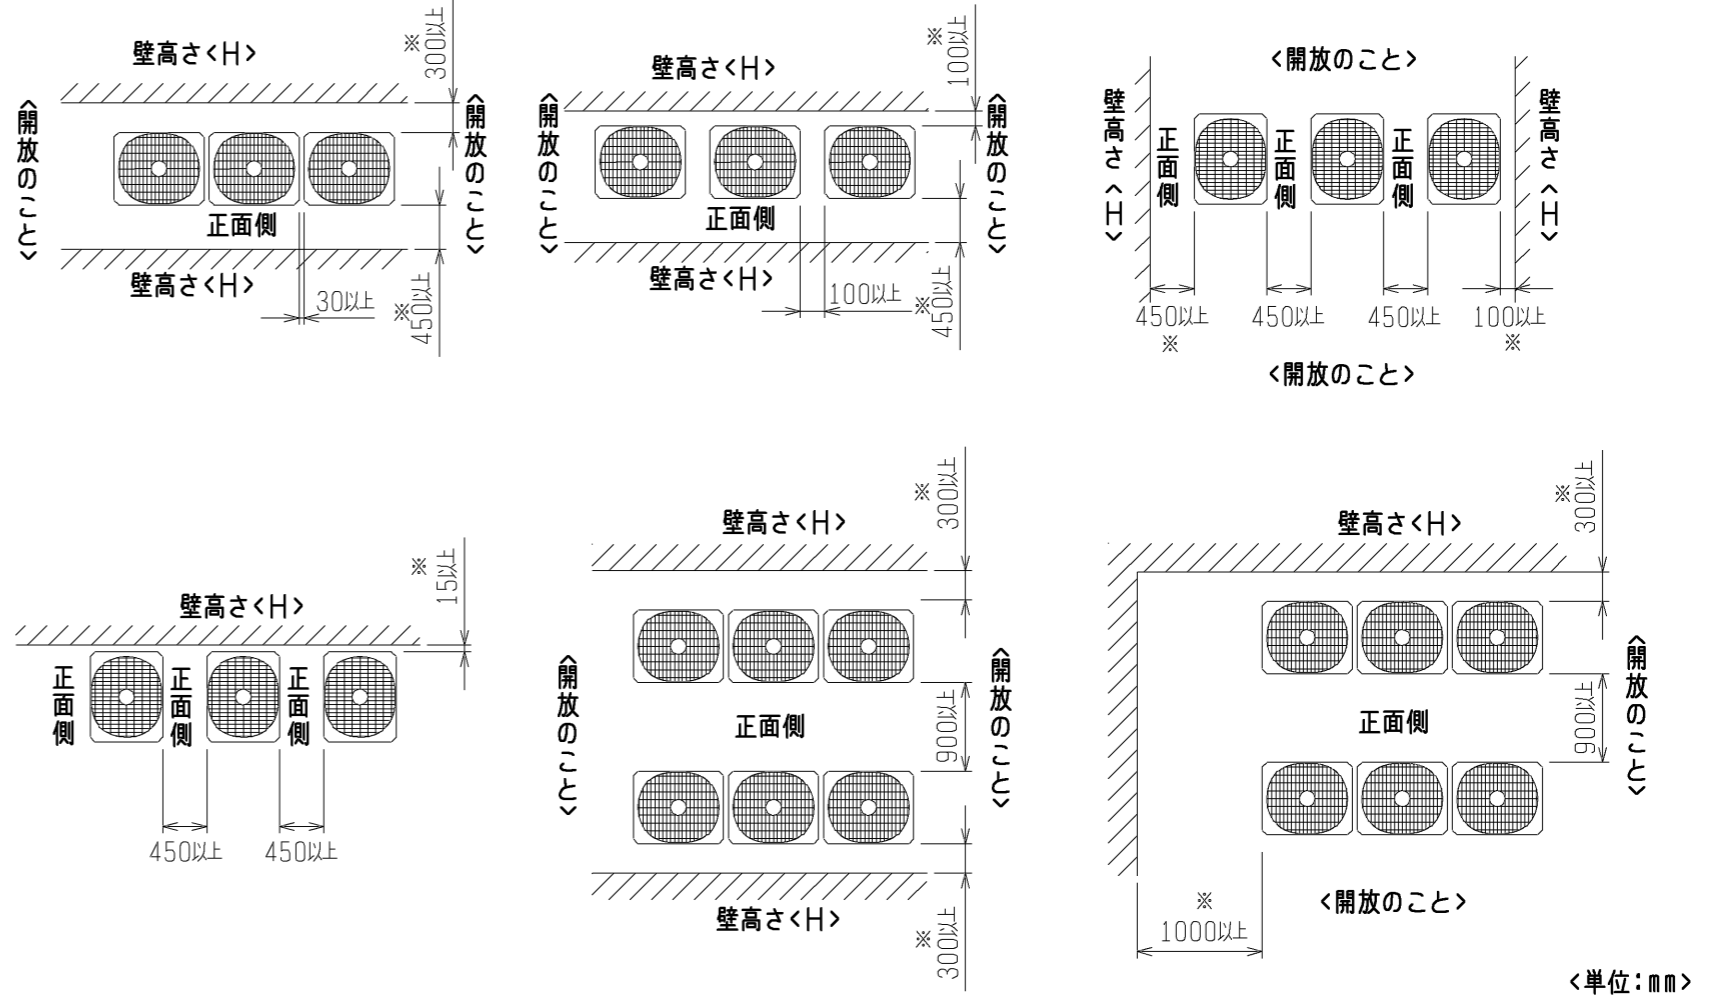 壁高さ<H>
※
300以上
<開放のこと>
<開放のこと>
正面側
壁高さ<H>
30以上
※
450以上
壁高さ<H>
※
100以上
<開放のこと>
<開放のこと>
正面側
壁高さ<H>
100以上
※
450以上
<開放のこと>
壁高さ<H>
正面側
正面側
正面側
壁高さ<H>
450以上
※
450以上
450以上
100以上
※
<開放のこと>
壁高さ<H>
※
15以上
正面側
正面側
正面側
450以上
450以上
壁高さ<H>
※
300以上
<開放のこと>
正面側
900以上
<開放のこと>
壁高さ<H>
※
300以上
壁高さ<H>
※
300以上
正面側
900以上
<開放のこと>
※
1000以上
<開放のこと>
<単位:mm>